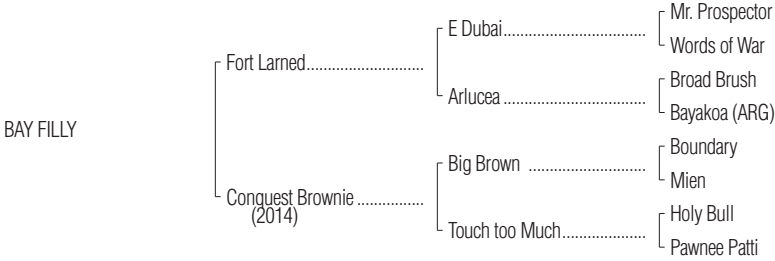 Mr. Prospector
E Dubai
Words of War
Fort Larned
Broad Brush
Arlucea
Bayakoa (ARG)
BAY FILLY
Boundary
Big Brown
Mien
Conquest Brownie
(2014)
Holy Bull
Touch too Much
Pawnee Patti